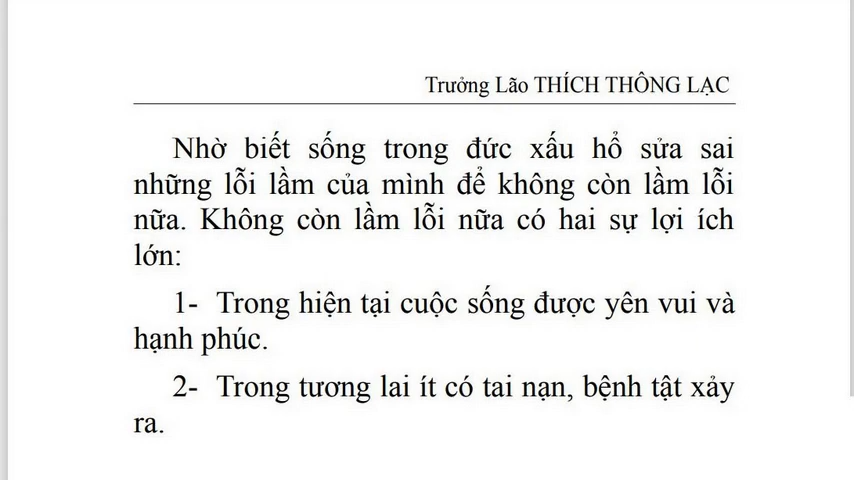 Trưởng Lão THÍCH THÔNG LẠC
Nhờ biết sống trong đức xấu hổ sửa sai
những lỗi lầm của mình để không còn lầm lỗi
nữa. Không còn lầm lỗi nữa có hai sự lợi ích
lớn:
1- Trong hiện tại cuộc sống được yên vui và
hạnh phúc.
2- Trong tương lai ít có tai nạn, bệnh tật xảy
ra.